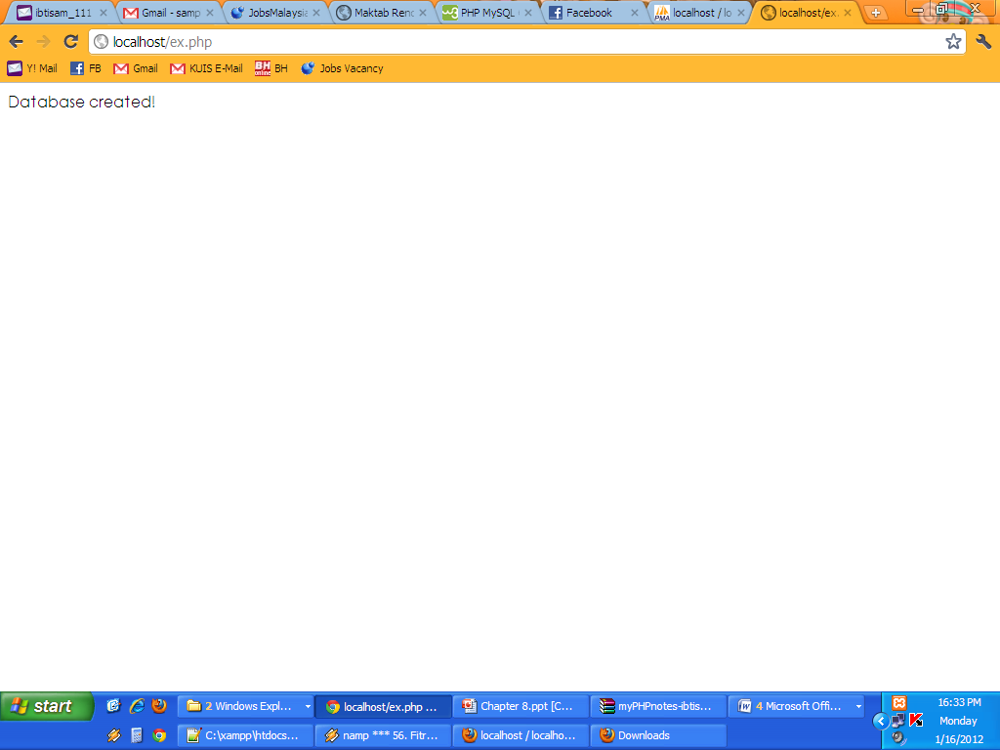 ibtisam_111
Gmail - samp
JobsMalaysia
Maktab Rend
PHP MySQL
Facebook
localhost / lo
localhost/ex.
localhost/ex.php
Y! Mail
FB
Gmail
KUIS E-Mail
BH
Jobs Vacancy
Database created!
start
2 Windows Expl...
localhost/ex.php ...
Chapter 8.ppt [C...
myPHPnotes-ibtis...
4 Microsoft Offi...
16:33 PM
C:\xampp\htdocs...
namp *** 56. Fitr...
localhost / localho...
Downloads
Monday
1/16/2012